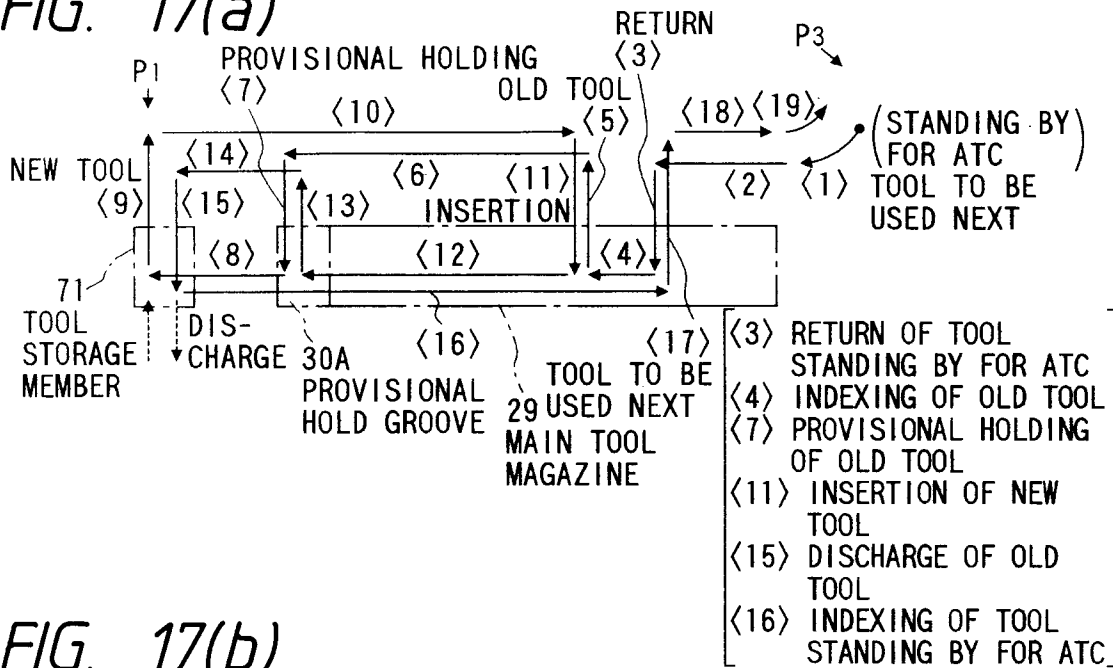 FIG. 17(a)
RETURN
⟨3⟩
P3
P1
PROVISIONAL HOLDING
⟨7⟩
OLD TOOL
⟨5⟩
⟨10⟩
⟨18⟩
⟨19⟩
(STANDING BY
FOR ATC)
TOOL TO BE
USED NEXT
⟨14⟩
⟨6⟩
⟨11⟩
INSERTION
⟨2⟩
⟨1⟩
NEW TOOL
⟨9⟩
⟨15⟩
⟨13⟩
⟨8⟩
⟨12⟩
⟨4⟩
71
TOOL
STORAGE
MEMBER
DIS-
CHARGE
30A
PROVISIONAL
HOLD GROOVE
⟨16⟩
⟨17⟩
TOOL TO BE
USED NEXT
29
MAIN TOOL
MAGAZINE
⟨3⟩ RETURN OF TOOL
STANDING BY FOR ATC
⟨4⟩ INDEXING OF OLD TOOL
⟨7⟩ PROVISIONAL HOLDING
OF OLD TOOL
⟨11⟩ INSERTION OF NEW
TOOL
⟨15⟩ DISCHARGE OF OLD
TOOL
⟨16⟩ INDEXING OF TOOL
STANDING BY FOR ATC
FIG. 17(b)